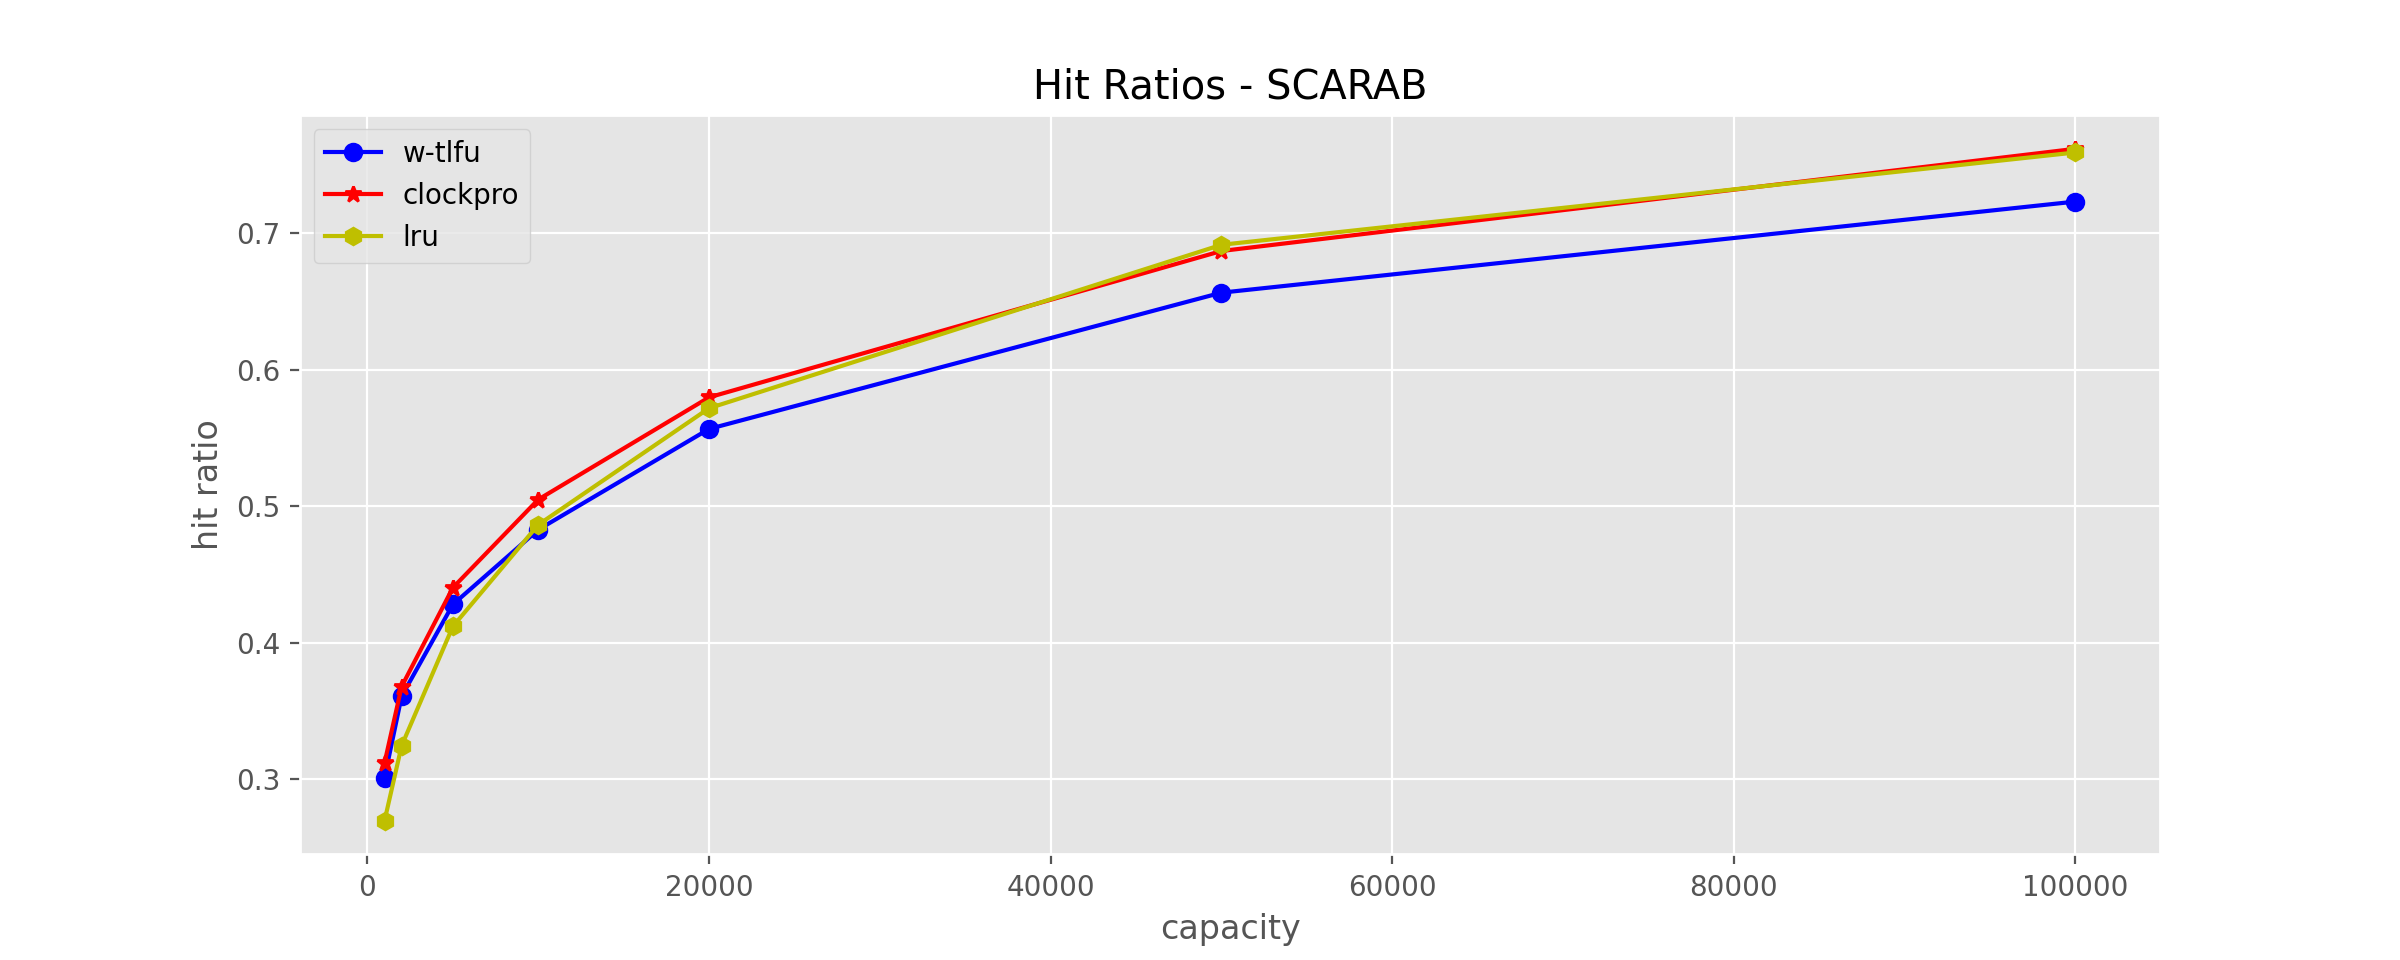 Hit Ratios - SCARAB
w-tlfu
clockpro
lru
0.7
0.6
0.5
0.4
0.3
hit ratio
0 20000 40000 60000 80000 100000
capacity